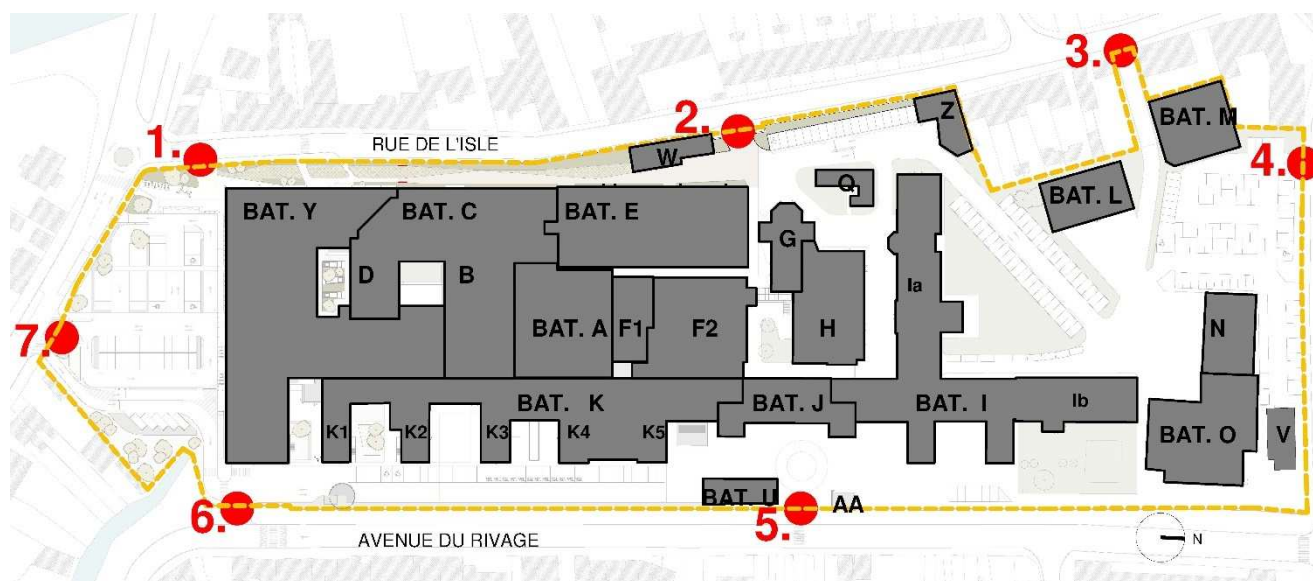 3.
2.
1.
4.
RUE DE L'ISLE
Z
BAT. M
W
Q
BAT. L
BAT. Y
BAT. C
BAT. E
G
D
B
Ia
BAT. A
F1
F2
H
N
7.
BAT. K
BAT. J
BAT. I
Ib
K1
K2
K3
K4
K5
BAT. O
V
BAT. U
6.
5.
AA
AVENUE DU RIVAGE
N